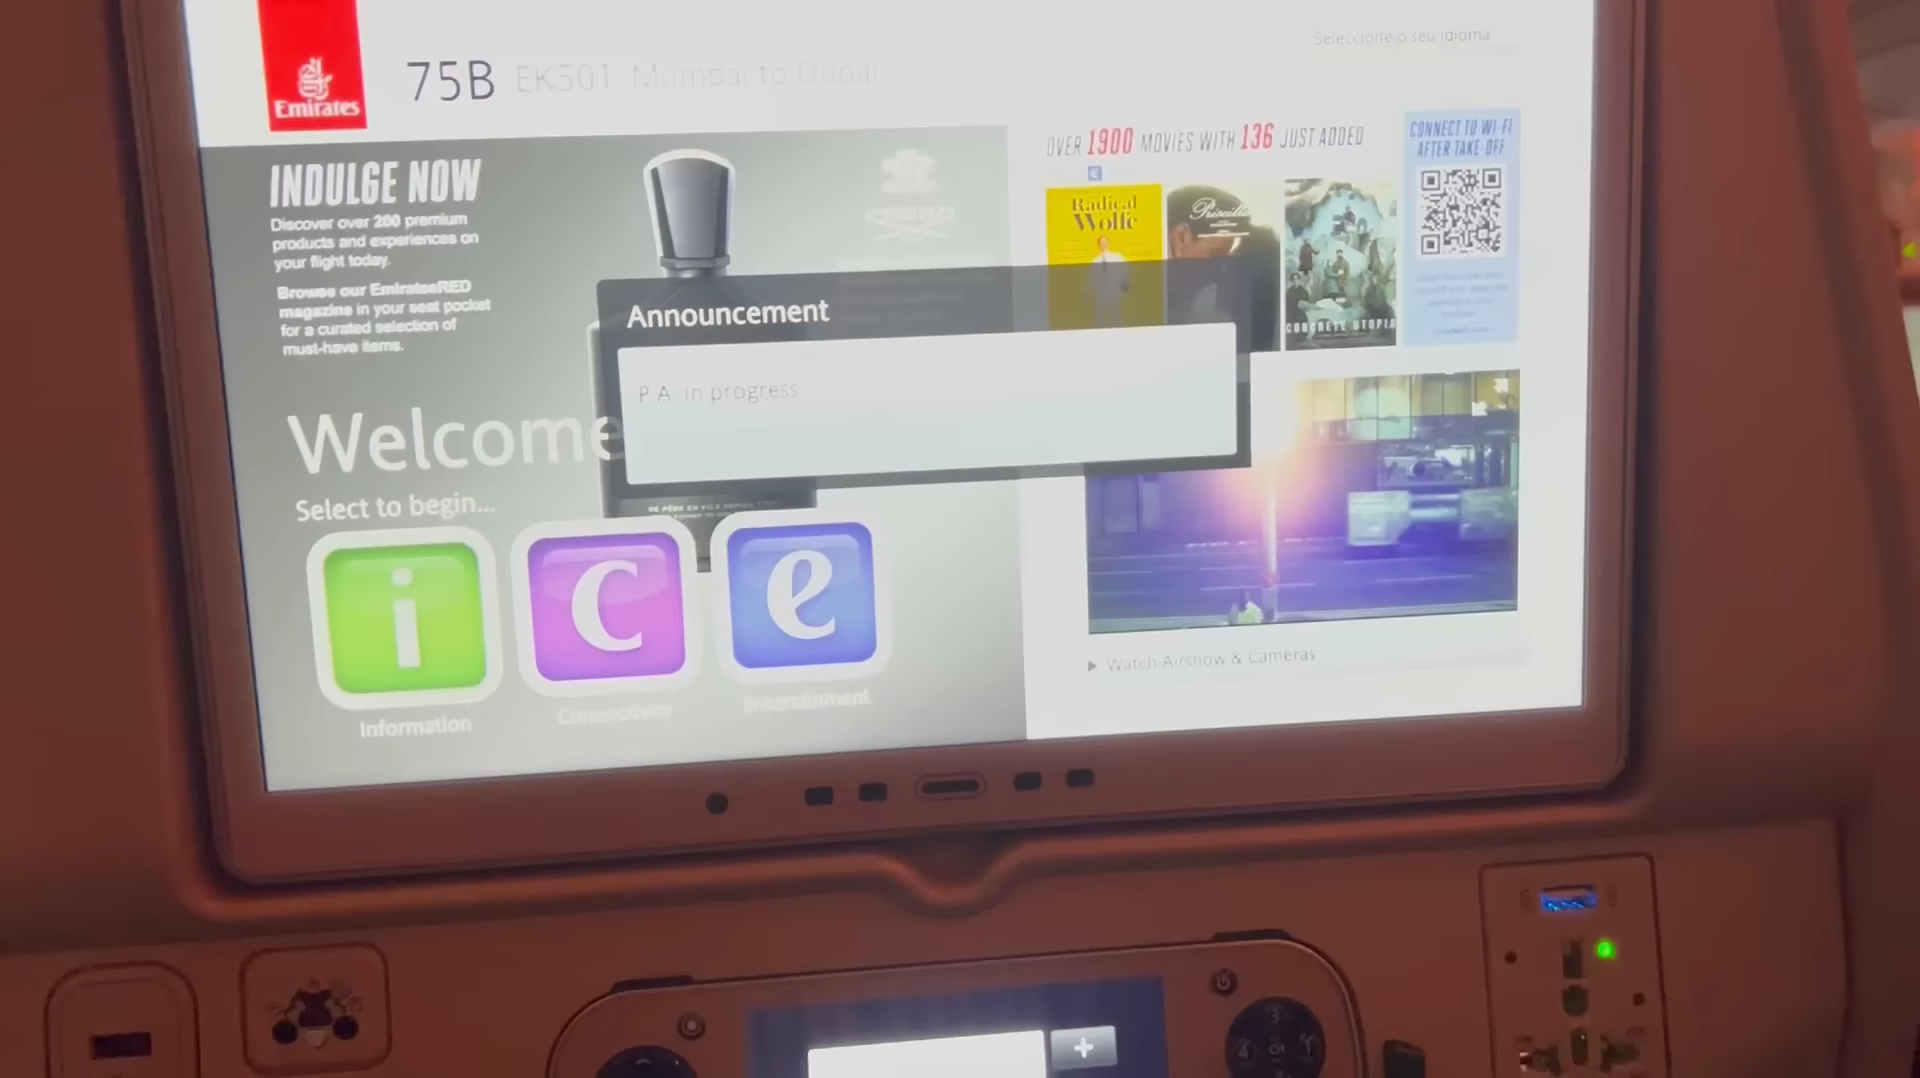 Emirates
75B EK501 Mumbai to Dubai
Seleccione o seu idioma
INDULGE NOW
Discover over 200 premium
products and experiences on
your flight today.
Browse our EmiratesRED
magazine in your seat pocket
for a curated selection of
must-have items.
OVER 1900 MOVIES WITH 136 JUST ADDED
CONNECT TO WI-FI
AFTER TAKE-OFF
Radical
Wolfe
Priscilla
CONCRETE UTOPIA
Announcement
P.A. in progress
Welcome
Select to begin...
i
c
e
Information
Connectivity
Entertainment
Watch Airshow & Cameras